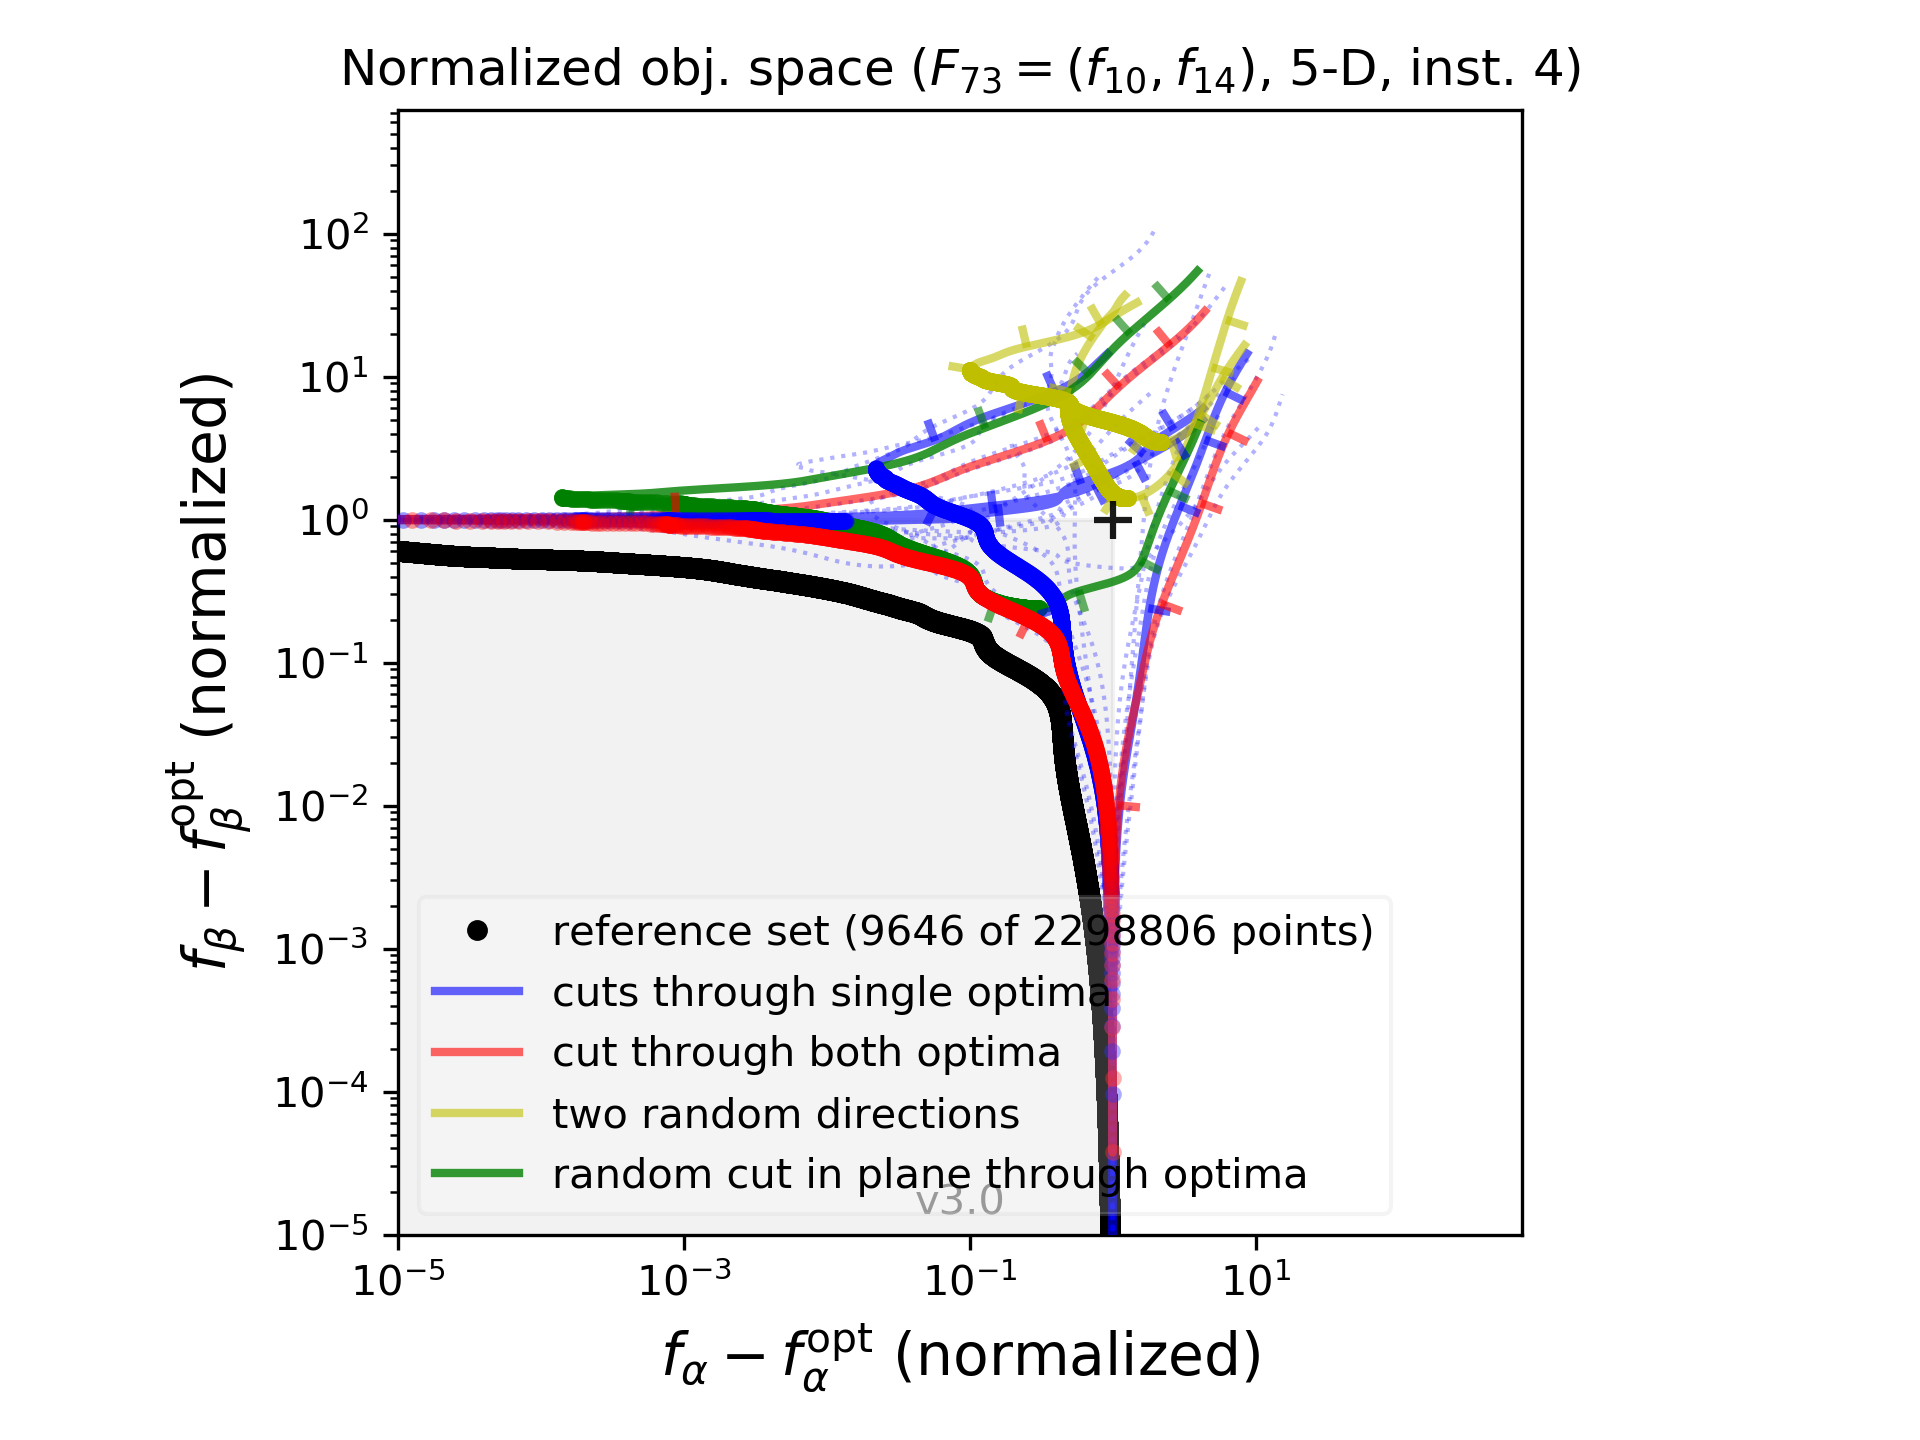 Normalized obj. space (F₇₃ = (f₁₀, f₁₄), 5-D, inst. 4)
f_β − f_β^opt (normalized)
10²
10¹
10⁰
10⁻¹
10⁻²
10⁻³
10⁻⁴
10⁻⁵
reference set (9646 of 2298806 points)
cuts through single optima
cut through both optima
two random directions
random cut in plane through optima
v3.0
10⁻⁵ 10⁻³ 10⁻¹ 10¹
f_α − f_α^opt (normalized)